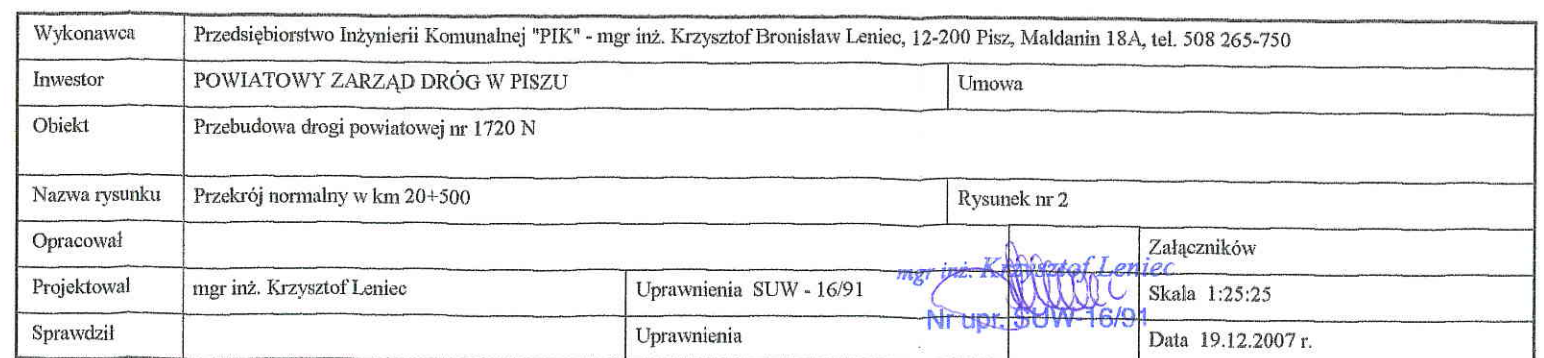 Wykonawca Przedsiębiorstwo Inżynierii Komunalnej "PIK" - mgr inż. Krzysztof Bronisław Leniec, 12-200 Pisz, Maldanin 18A, tel. 508 265-750
Inwestor POWIATOWY ZARZĄD DRÓG W PISZU Umowa
Obiekt Przebudowa drogi powiatowej nr 1720 N
Nazwa rysunku Przekrój normalny w km 20+500 Rysunek nr 2
Opracował Załączników
mgr inż. Krzysztof Leniec
Projektował mgr inż. Krzysztof Leniec Uprawnienia SUW - 16/91 Skala 1:25:25
Nr upr. SUW-16/91
Sprawdził Uprawnienia Data 19.12.2007 r.